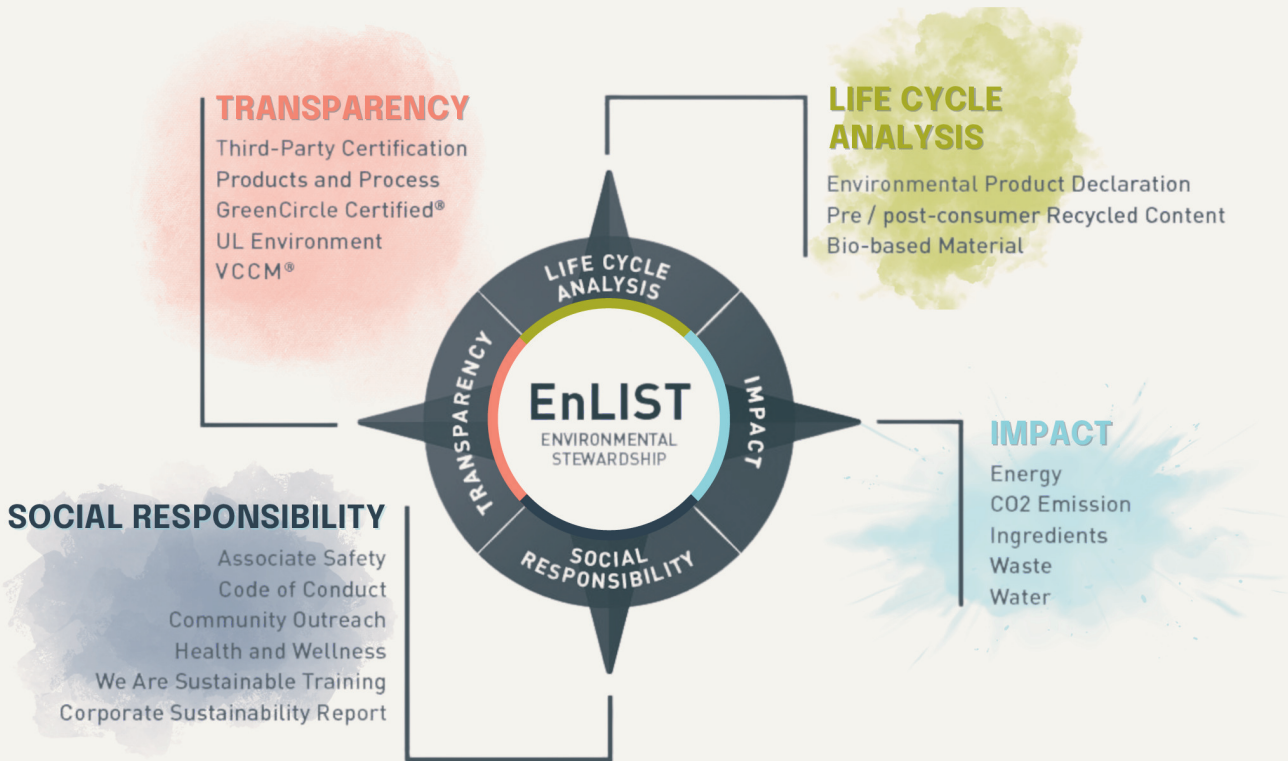 TRANSPARENCY
Third-Party Certification
Products and Process
GreenCircle Certified®
UL Environment
VCCM®
LIFE CYCLE
ANALYSIS
Environmental Product Declaration
Pre / post-consumer Recycled Content
Bio-based Material
LIFE CYCLE
ANALYSIS
TRANSPARENCY
IMPACT
SOCIAL
RESPONSIBILITY
EnLIST
ENVIRONMENTAL
STEWARDSHIP
IMPACT
Energy
CO2 Emission
Ingredients
Waste
Water
SOCIAL RESPONSIBILITY
Associate Safety
Code of Conduct
Community Outreach
Health and Wellness
We Are Sustainable Training
Corporate Sustainability Report